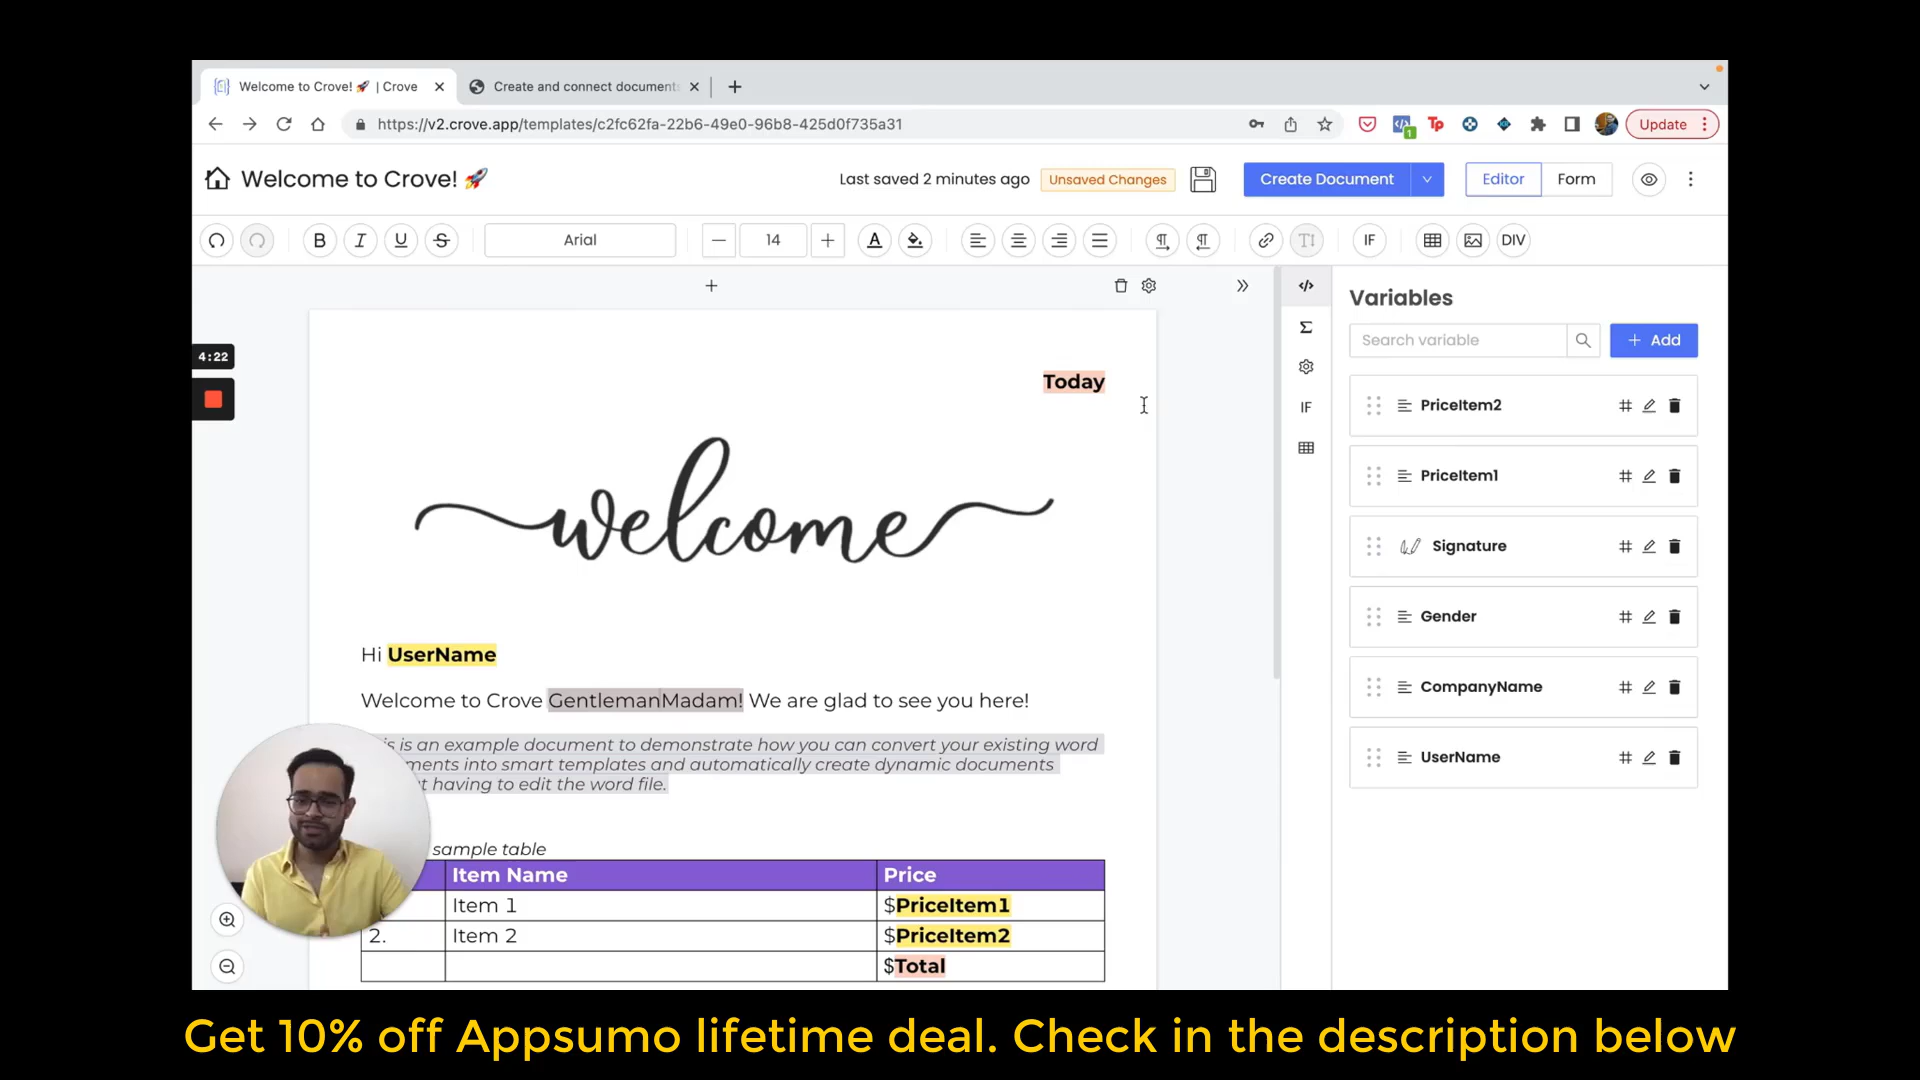 Welcome to Crove! 🚀 | Crove
Create and connect document
https://v2.crove.app/templates/c2fc62fa-22b6-49e0-96b8-425d0f735a31
1
Tp
Update
Welcome to Crove! 🚀
Last saved 2 minutes ago
Unsaved Changes
Create Document
Editor
Form
B
I
U
S
Arial
14
A
IF
DIV
Variables
Search variable
+ Add
IF
PriceItem2
PriceItem1
Signature
Gender
CompanyName
UserName
4:22
Today
welcome
Hi UserName
Welcome to Crove GentlemanMadam! We are glad to see you here!
is an example document to demonstrate how you can convert your existing word
into smart templates and automatically create dynamic documents
having to edit the word file.
sample table
Item Name Price
Item 1 $PriceItem1
2. Item 2 $PriceItem2
$Total
Get 10% off Appsumo lifetime deal. Check in the description below